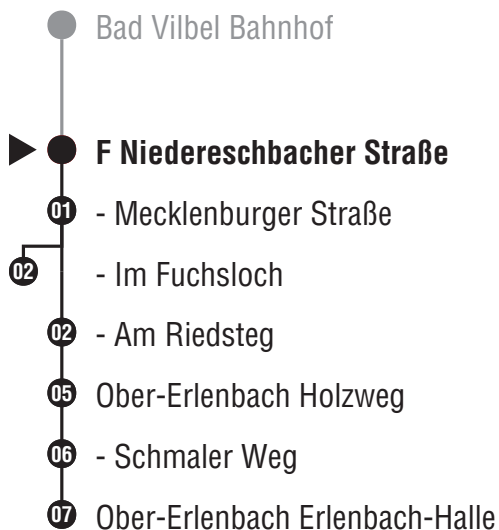 Bad Vilbel Bahnhof
F Niedereschbacher Straße
01 - Mecklenburger Straße
02 - Im Fuchsloch
02 - Am Riedsteg
05 Ober-Erlenbach Holzweg
06 - Schmaler Weg
07 Ober-Erlenbach Erlenbach-Halle